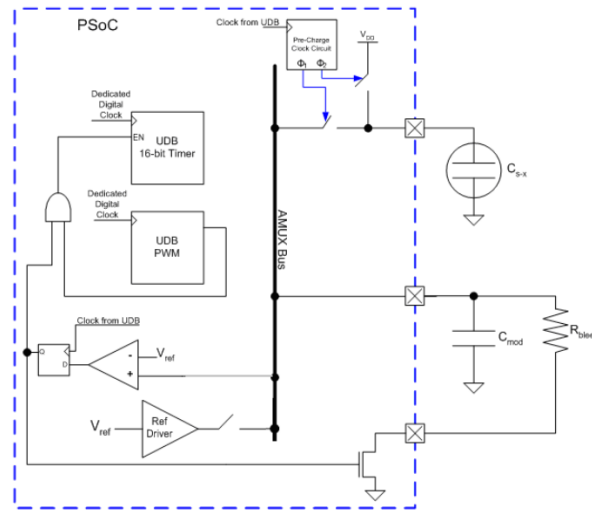 PSoC
Clock from UDB
Pre-Charge
Clock Circuit
Φ1 Φ2
VDD
Dedicated
Digital
Clock
EN
UDB
16-bit Timer
Cs-x
Dedicated
Digital
Clock
UDB
PWM
AMUX Bus
Clock from UDB
Q
D
-
+
Vref
Cmod
Rblee
Vref
Ref
Driver